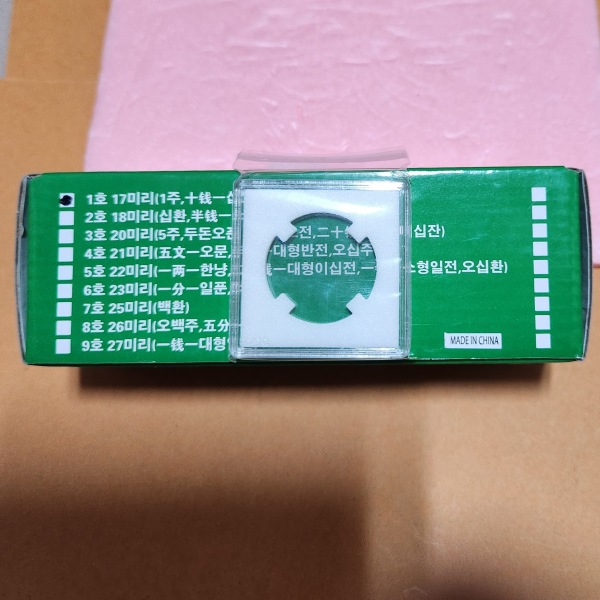 1호 17미리(1주,十钱一십
2호 18미리(십환,半钱一 전,二十 십잔)
3호 20미리(5주,두돈오푼 대형반전,오십주
4호 21미리(五文一오문, 一대형이십전,一 소형일전,오십환)
5호 22미리(一两一한냥,
6호 23미리(一分一일푼,
7호 25미리(백환)
8호 26미리(오백주,五分
9호 27미리(一钱一대형
MADE IN CHINA